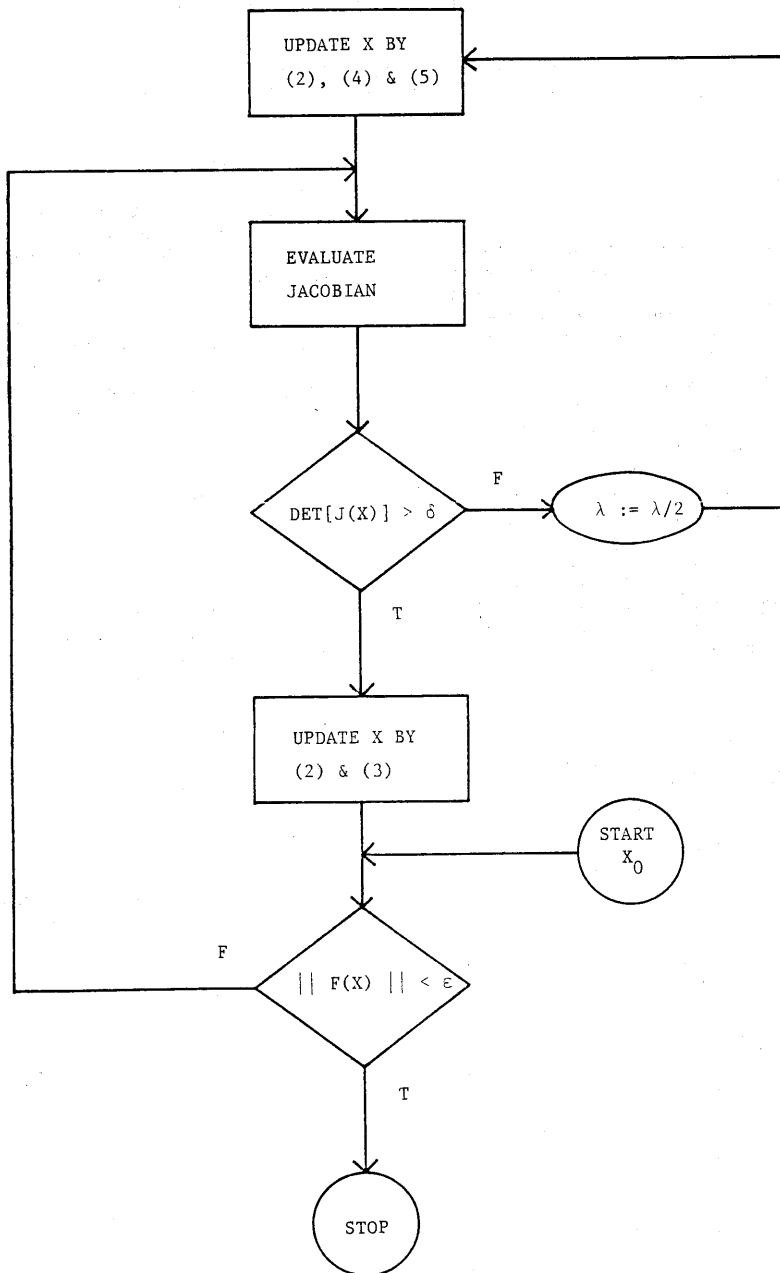 UPDATE X BY
(2), (4) & (5)
EVALUATE
JACOBIAN
DET[J(X)] > δ
F
λ := λ/2
T
UPDATE X BY
(2) & (3)
START
X0
F
|| F(X) || < ε
T
STOP